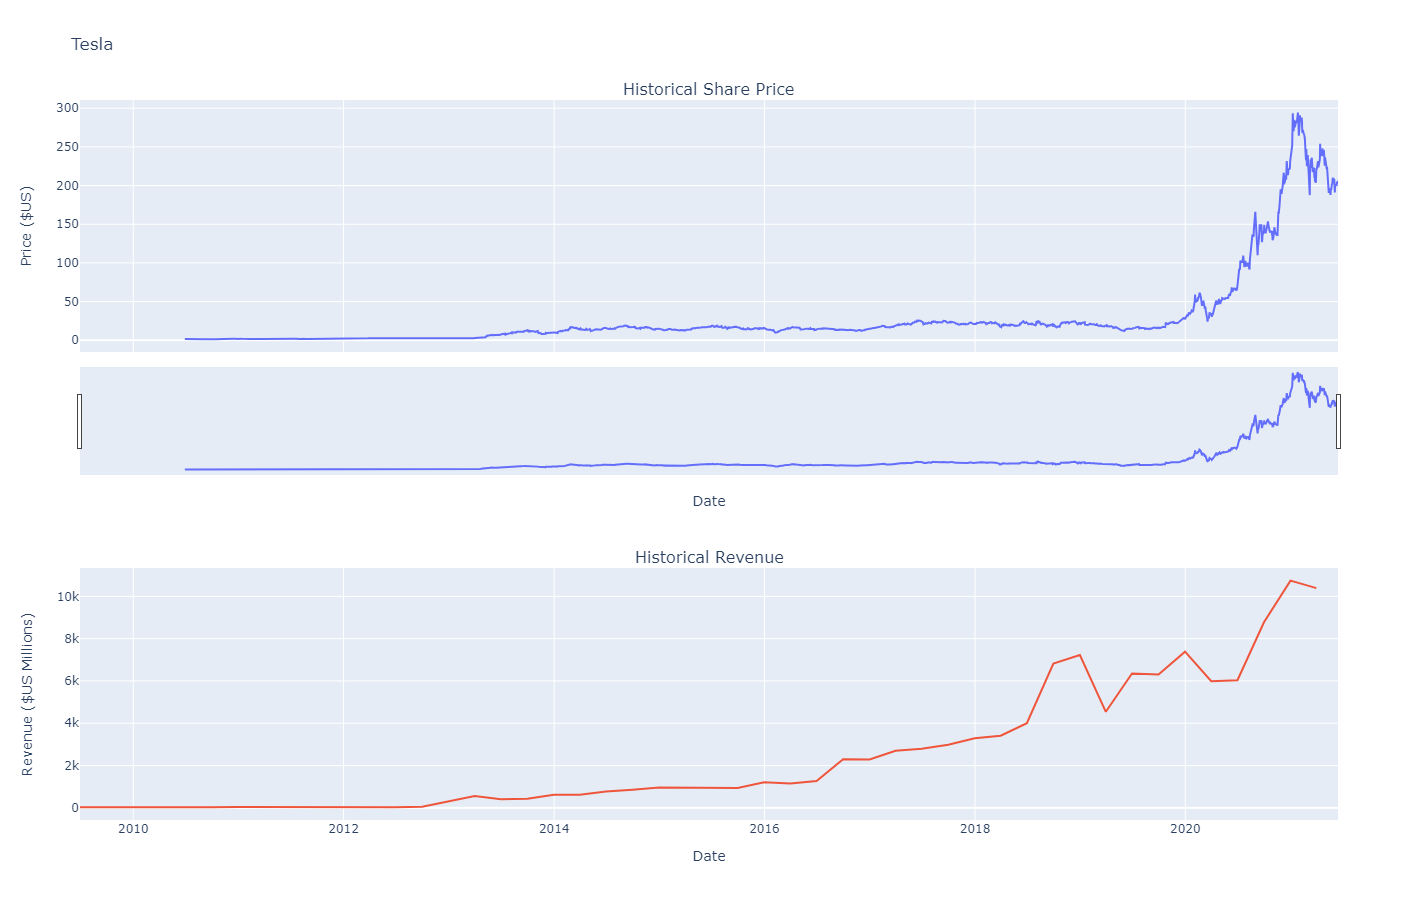 Tesla
Historical Share Price
Price ($US)
300
250
200
150
100
50
0
Date
Historical Revenue
Revenue ($US Millions)
10k
8k
6k
4k
2k
0
2010 2012 2014 2016 2018 2020
Date